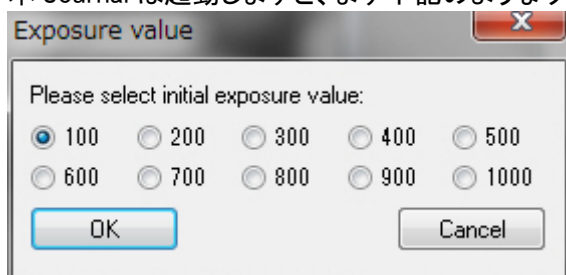 Exposure value
Please select initial exposure value:
100 200 300 400 500
600 700 800 900 1000
OK Cancel